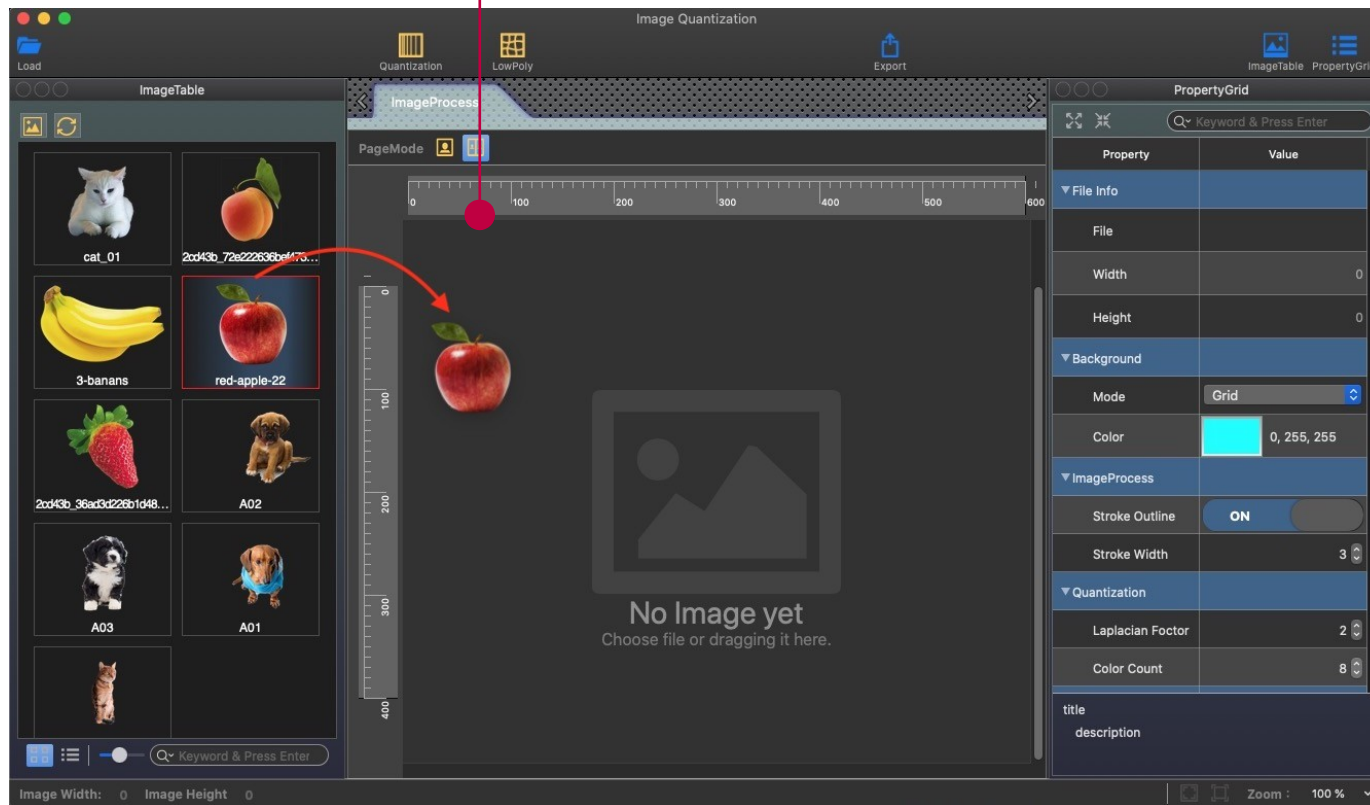 Image Quantization
Load
Quantization
LowPoly
Export
ImageTable
PropertyGri
ImageTable
cat_01
2cd43b_72e222636bef473...
3-banans
red-apple-22
2cd43b_36ad3d226b1d48...
A02
A03
A01
Keyword & Press Enter
ImageProcess
PageMode
0 100 200 300 400 500 600
0
100
200
300
400
No Image yet
Choose file or dragging it here.
PropertyGrid
Keyword & Press Enter
Property Value
File Info
File
Width 0
Height 0
Background
Mode Grid
Color 0, 255, 255
ImageProcess
Stroke Outline ON
Stroke Width 3
Quantization
Laplacian Foctor 2
Color Count 8
title
description
Image Width: 0 Image Height 0
Zoom : 100 %